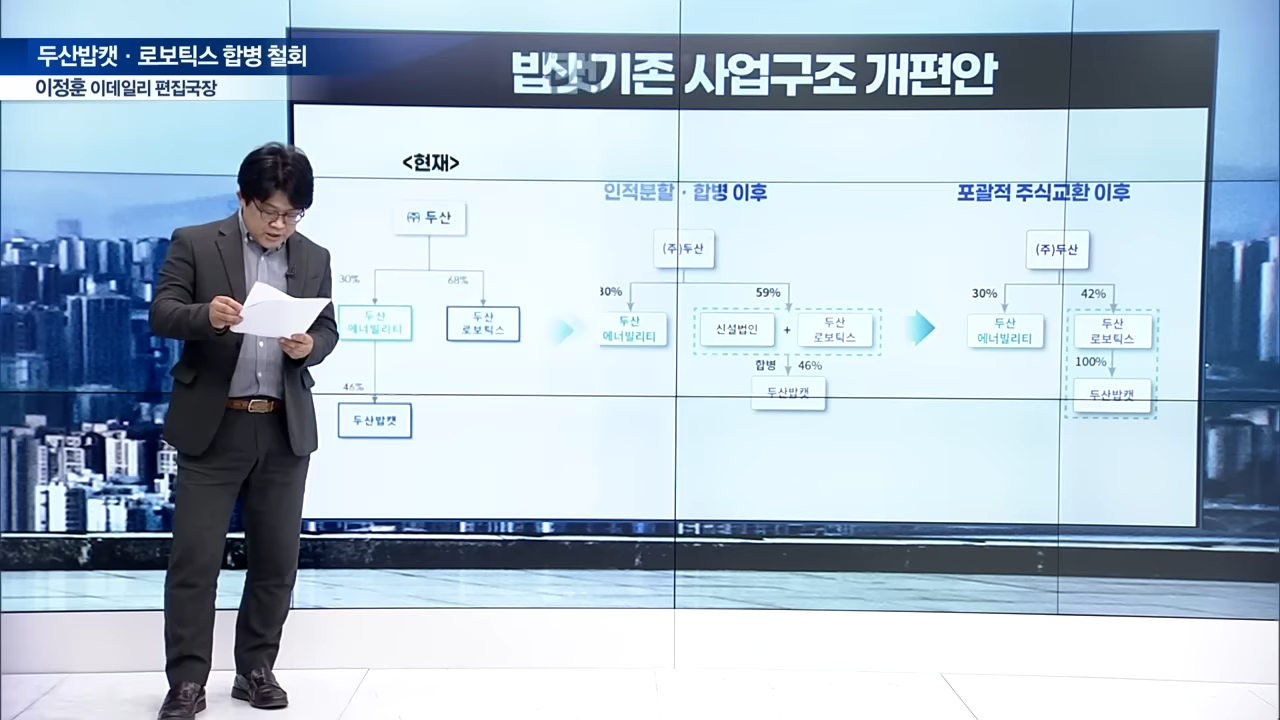 두산밥캣 · 로보틱스 합병 철회
이정훈 이데일리 편집국장
기존 사업구조 개편안
<현재>
㈜ 두산
30%
68%
두산
에너빌리티
두산
로보틱스
46%
두산밥캣
인적분할 · 합병 이후
(주)두산
30%
59%
두산
에너빌리티
신설법인
+
두산
로보틱스
합병
46%
두산밥캣
포괄적 주식교환 이후
(주)두산
30%
42%
두산
에너빌리티
두산
로보틱스
100%
두산밥캣